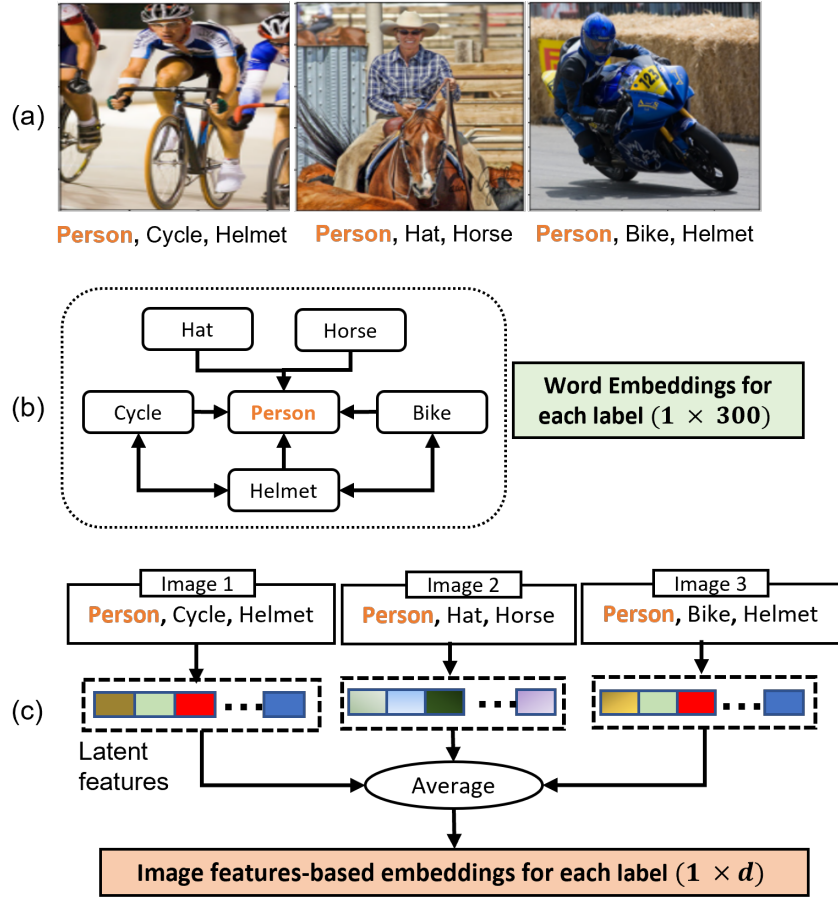 (a)
12
Person, Cycle, Helmet
Person, Hat, Horse
Person, Bike, Helmet
(b)
Hat
Horse
Cycle
Person
Bike
Helmet
Word Embeddings for
each label (1 × 300)
(c)
Image 1
Person, Cycle, Helmet
Image 2
Person, Hat, Horse
Image 3
Person, Bike, Helmet
Latent
features
Average
Image features-based embeddings for each label (1 × d)